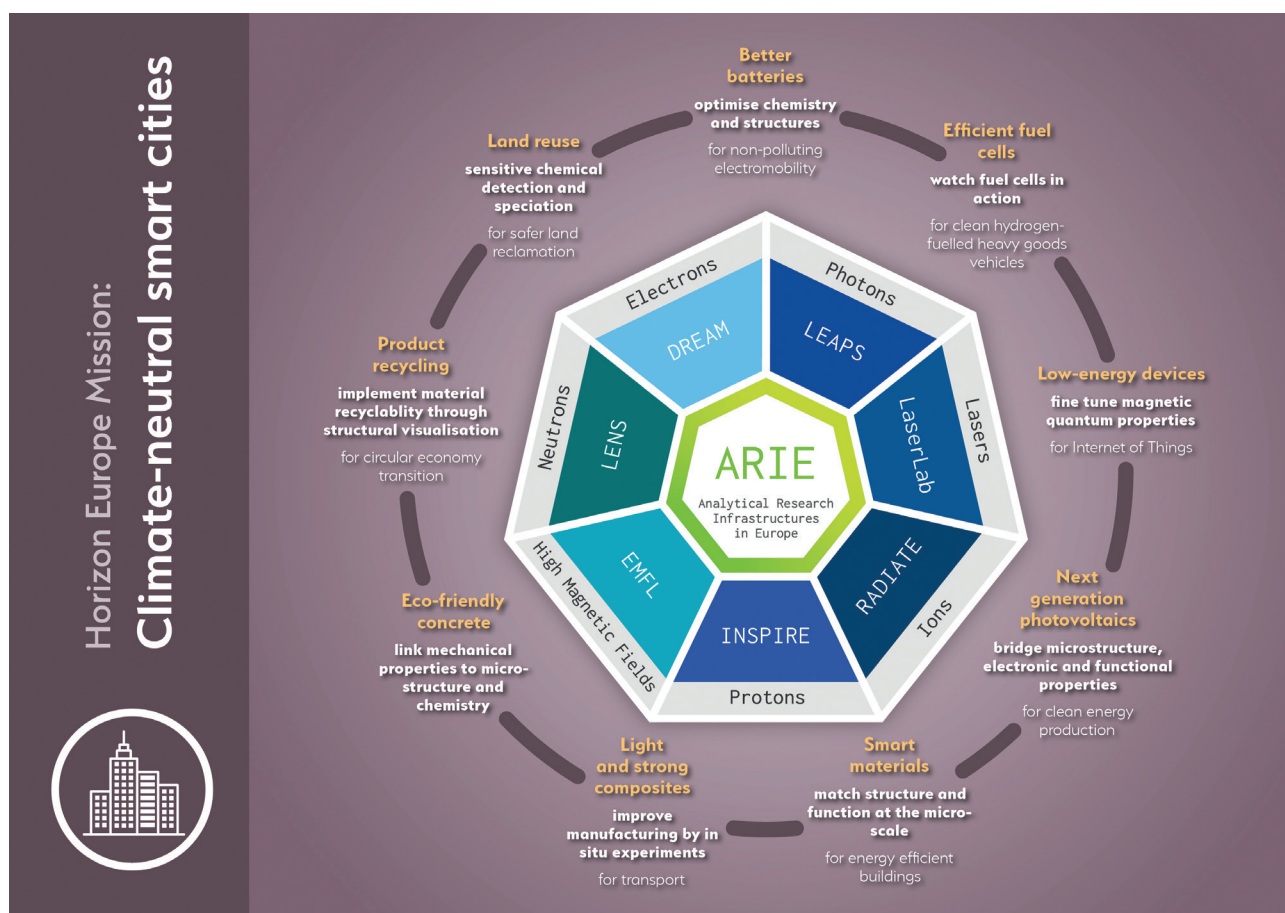 Horizon Europe Mission:
Climate-neutral smart cities
Better
batteries
optimise chemistry
and structures
for non-polluting
electromobility
Efficient fuel
cells
watch fuel cells in
action
for clean hydrogen-
fuelled heavy goods
vehicles
Low-energy devices
fine tune magnetic
quantum properties
for Internet of Things
Next
generation
photovoltaics
bridge microstructure,
electronic and functional
properties
for clean energy
production
Smart
materials
match structure and
function at the micro-
scale
for energy efficient
buildings
Light
and strong
composites
improve
manufacturing by in
situ experiments
for transport
Eco-friendly
concrete
link mechanical
properties to micro-
structure and
chemistry
Product
recycling
implement material
recyclablity through
structural visualisation
for circular economy
transition
Land reuse
sensitive chemical
detection and
speciation
for safer land
reclamation
Electrons
DREAM
Photons
LEAPS
Lasers
LaserLab
Ions
RADIATE
Protons
INSPIRE
High Magnetic Fields
EMFL
Neutrons
LENS
ARIE
Analytical Research
Infrastructures
in Europe